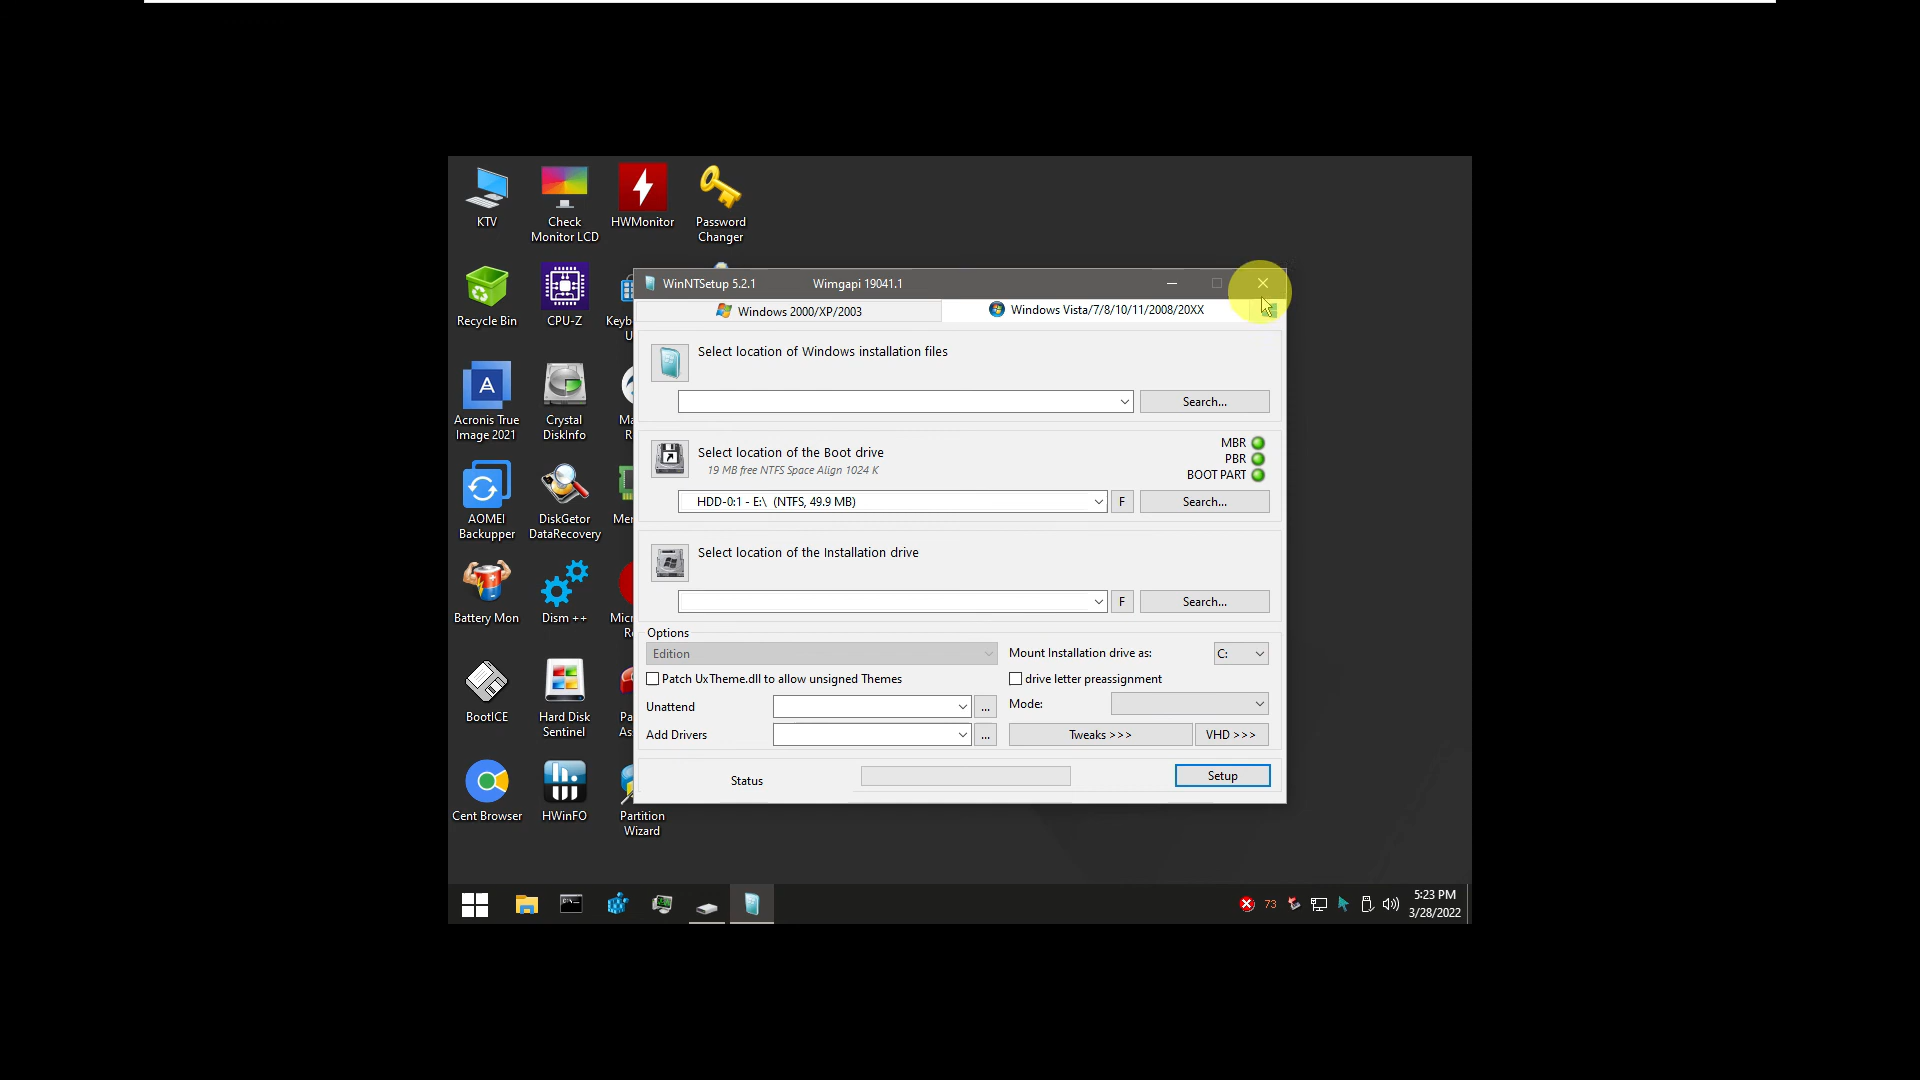 KTV
Check
Monitor LCD
HWMonitor
Password
Changer
Recycle Bin
CPU-Z
Acronis True
Image 2021
Crystal
DiskInfo
AOMEI
Backupper
DiskGetor
DataRecovery
Battery Mon
Dism ++
BootICE
Hard Disk
Sentinel
Cent Browser
HWinFO
Partition
Wizard
WinNTSetup 5.2.1
Wimgapi 19041.1
Windows 2000/XP/2003
Windows Vista/7/8/10/11/2008/20XX
Select location of Windows installation files
Search...
Select location of the Boot drive
19 MB free NTFS Space Align 1024 K
MBR
PBR
BOOT PART
HDD-0:1 - E:\ (NTFS, 49.9 MB)
F
Search...
Select location of the Installation drive
F
Search...
Options
Edition
Mount Installation drive as:
C:
Patch UxTheme.dll to allow unsigned Themes
drive letter preassignment
Unattend
...
Mode:
Add Drivers
...
Tweaks >>>
VHD >>>
Status
Setup
73
5:23 PM
3/28/2022